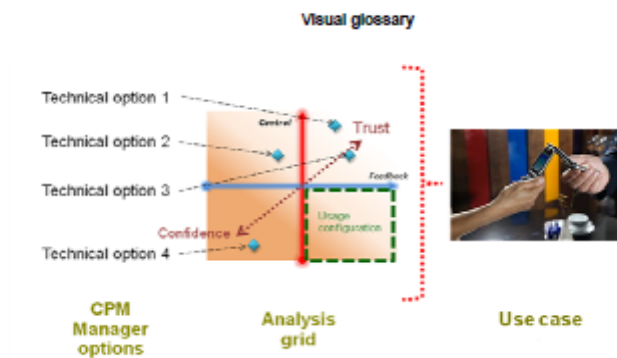 Visual glossary
Technical option 1
Control
Trust
Technical option 2
Technical option 3
Feedback
Usage
configuration
Confidence
Technical option 4
CPM
Manager
options
Analysis
grid
Use case